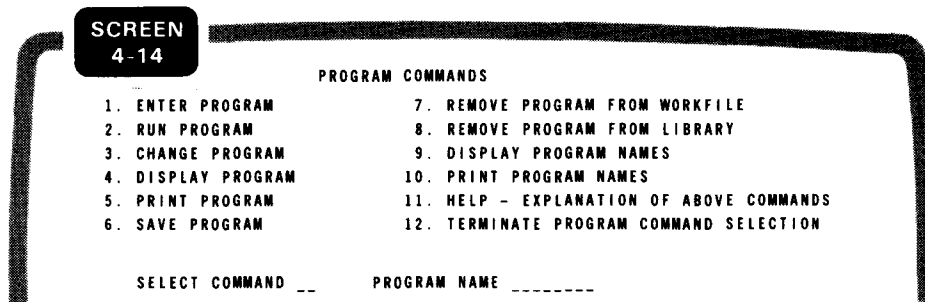 SCREEN
4-14
PROGRAM COMMANDS
1. ENTER PROGRAM 7. REMOVE PROGRAM FROM WORKFILE
2. RUN PROGRAM 8. REMOVE PROGRAM FROM LIBRARY
3. CHANGE PROGRAM 9. DISPLAY PROGRAM NAMES
4. DISPLAY PROGRAM 10. PRINT PROGRAM NAMES
5. PRINT PROGRAM 11. HELP - EXPLANATION OF ABOVE COMMANDS
6. SAVE PROGRAM 12. TERMINATE PROGRAM COMMAND SELECTION
SELECT COMMAND __ PROGRAM NAME ________